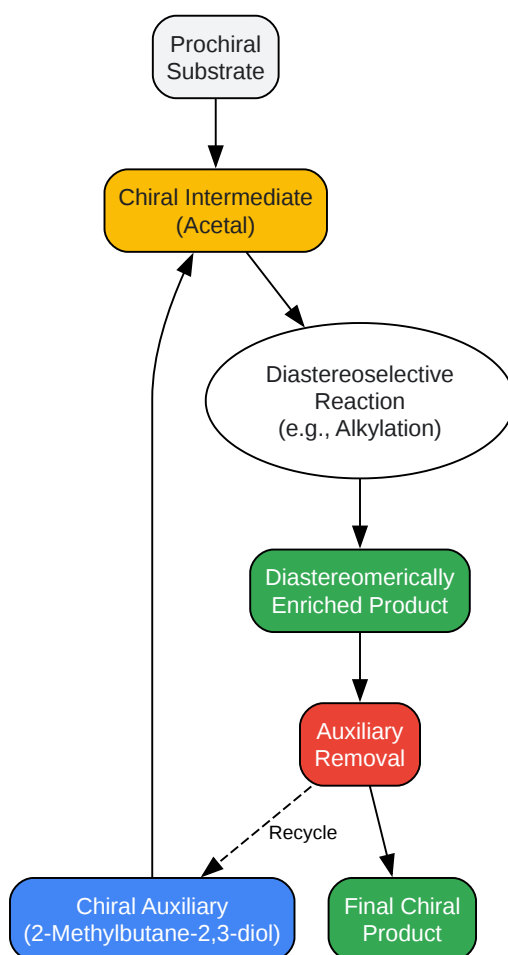 Prochiral
Substrate
Chiral Intermediate
(Acetal)
Diastereoselective
Reaction
(e.g., Alkylation)
Diastereomerically
Enriched Product
Auxiliary
Removal
Recycle
Chiral Auxiliary
(2-Methylbutane-2,3-diol)
Final Chiral
Product